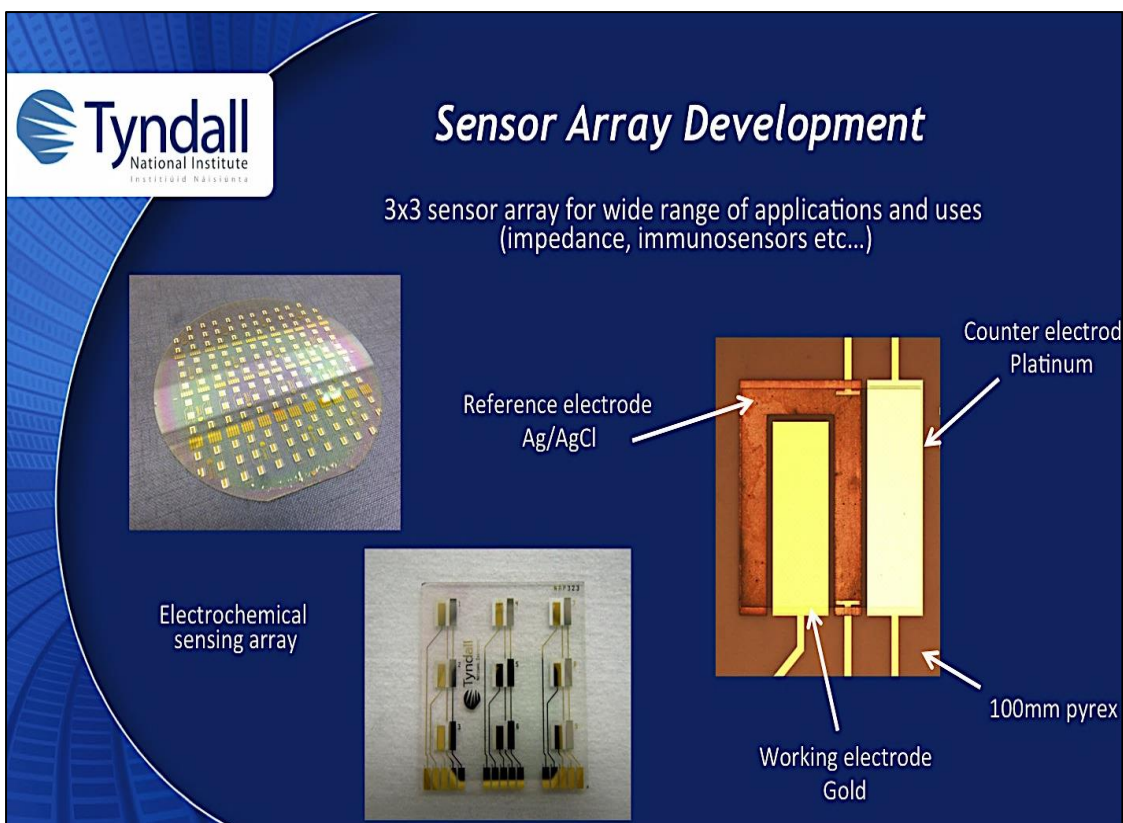 Tyndall
National Institute
Institiúid Náisiúnta
Sensor Array Development
3x3 sensor array for wide range of applications and uses
(impedance, immunosensors etc...)
Counter electrod
Platinum
Reference electrode
Ag/AgCl
Electrochemical
sensing array
Tyndall
100mm pyrex
Working electrode
Gold